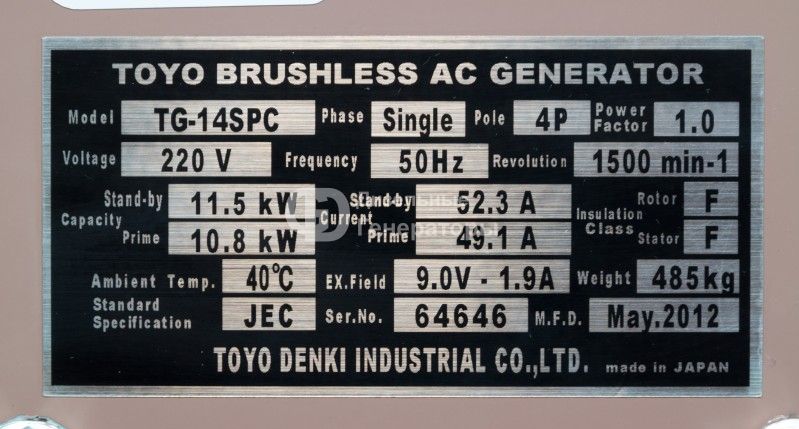 TOYO BRUSHLESS AC GENERATOR
Model TG-14SPC Phase Single Pole 4P Power Factor 1.0
Voltage 220 V Frequency 50Hz Revolution 1500 min-1
Capacity Stand-by 11.5 kW Current Stand-by 52.3 A Insulation Class Rotor F
Prime 10.8 kW Prime 49.1 A Stator F
Ambient Temp. 40°C EX.Field 9.0V - 1.9A Weight 485kg
Standard Specification JEC Ser.No. 64646 M.F.D. May.2012
TOYO DENKI INDUSTRIAL CO.,LTD. made in JAPAN
Генераторы